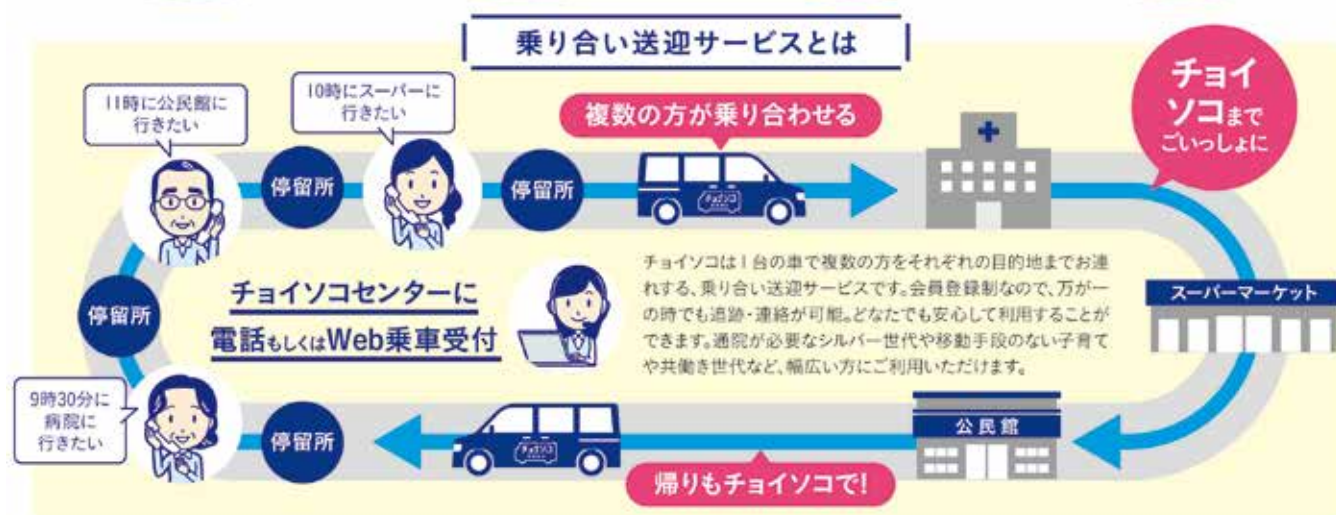 乗り合い送迎サービスとは
11時に公民館に
行きたい
10時にスーパーに
行きたい
複数の方が乗り合わせる
チョイ
ソコまで
ごいっしょに
停留所
停留所
チョイソコ
チョイソコセンターに
電話もしくはWeb乗車受付
チョイソコは1台の車で複数の方をそれぞれの目的地までお連
れする、乗り合い送迎サービスです。会員登録制なので、万が一
の時でも追跡・連絡が可能。どなたでも安心して利用することが
できます。通院が必要なシルバー世代や移動手段のない子育て
や共働き世代など、幅広い方にご利用いただけます。
スーパーマーケット
停留所
9時30分に
病院に
行きたい
停留所
チョイソコ
公民館
帰りもチョイソコで!